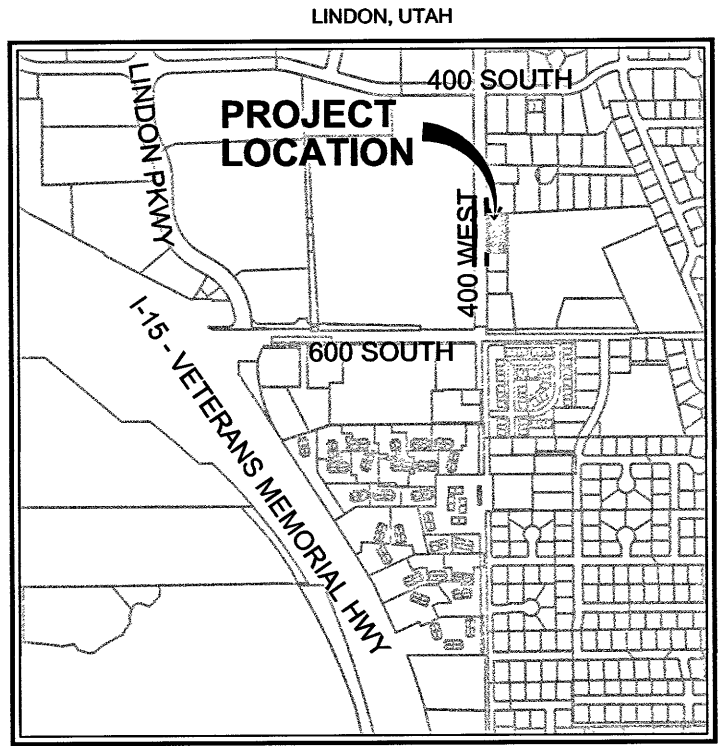 LINDON, UTAH
400 SOUTH
LINDON PKWY
PROJECT
LOCATION
400 WEST
600 SOUTH
I-15 - VETERANS MEMORIAL HWY